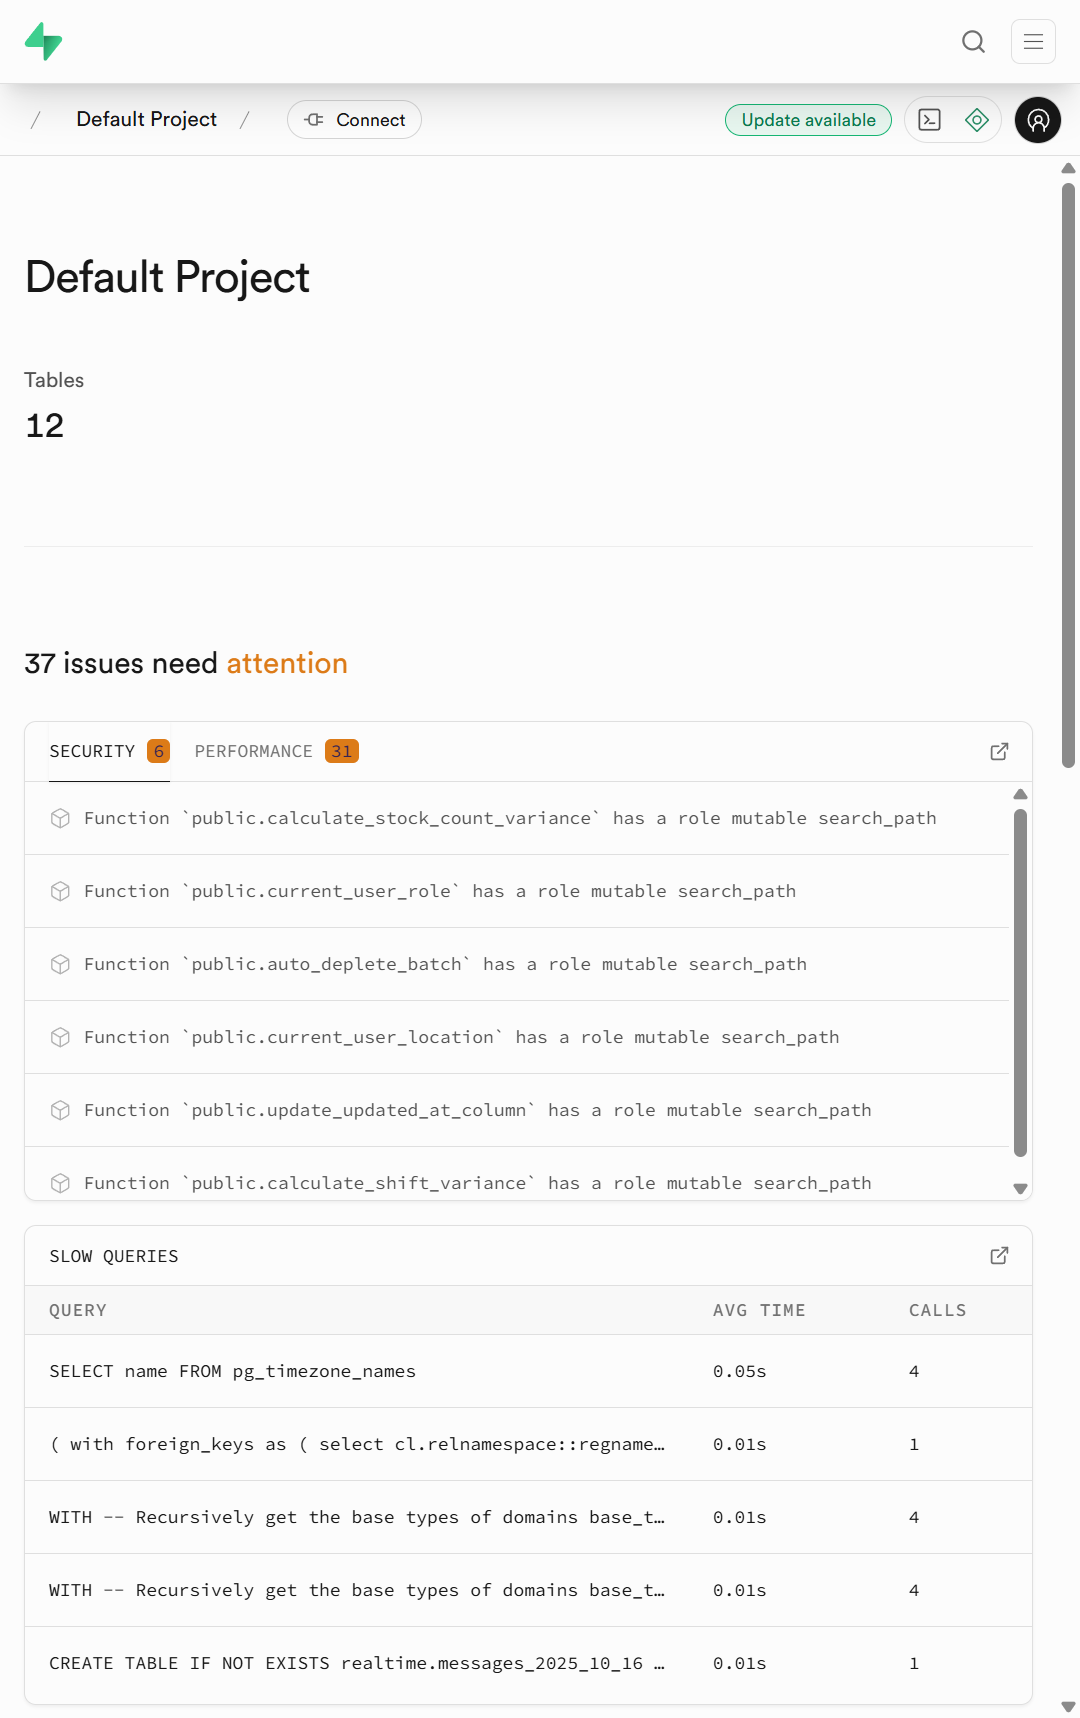 / Default Project / Connect Update available
Default Project
Tables
12
37 issues need attention
SECURITY 6 PERFORMANCE 31
Function `public.calculate_stock_count_variance` has a role mutable search_path
Function `public.current_user_role` has a role mutable search_path
Function `public.auto_deplete_batch` has a role mutable search_path
Function `public.current_user_location` has a role mutable search_path
Function `public.update_updated_at_column` has a role mutable search_path
Function `public.calculate_shift_variance` has a role mutable search_path
SLOW QUERIES
QUERY AVG TIME CALLS
SELECT name FROM pg_timezone_names 0.05s 4
( with foreign_keys as ( select cl.relnamespace::regname… 0.01s 1
WITH -- Recursively get the base types of domains base_t… 0.01s 4
WITH -- Recursively get the base types of domains base_t… 0.01s 4
CREATE TABLE IF NOT EXISTS realtime.messages_2025_10_16 … 0.01s 1